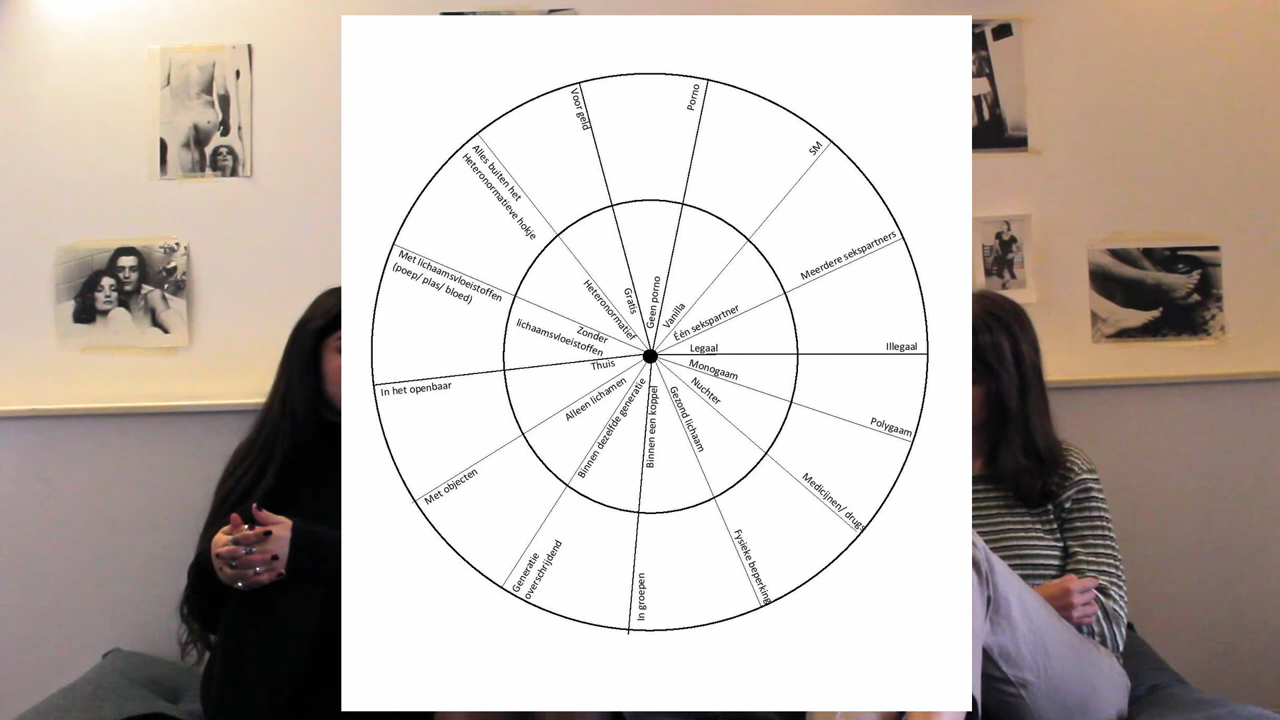 Voor geld
Porno
SM
Meerdere sekspartners
Illegaal
Polygaam
Medicijnen/ drugs
Fysieke beperking
In groepen
Generatie
overschrijdend
Met objecten
In het openbaar
Met lichaamsvloeistoffen
(poep/ plas/ bloed)
Alles buiten het
Heteronormatieve hokje
Gratis
Geen porno
Vanilla
Één sekspartner
Legaal
Monogaam
Nuchter
Gezond lichaam
Binnen een koppel
Binnen dezelfde generatie
Alleen lichamen
Thuis
Zonder
lichaamsvloeistoffen
Heteronormatief